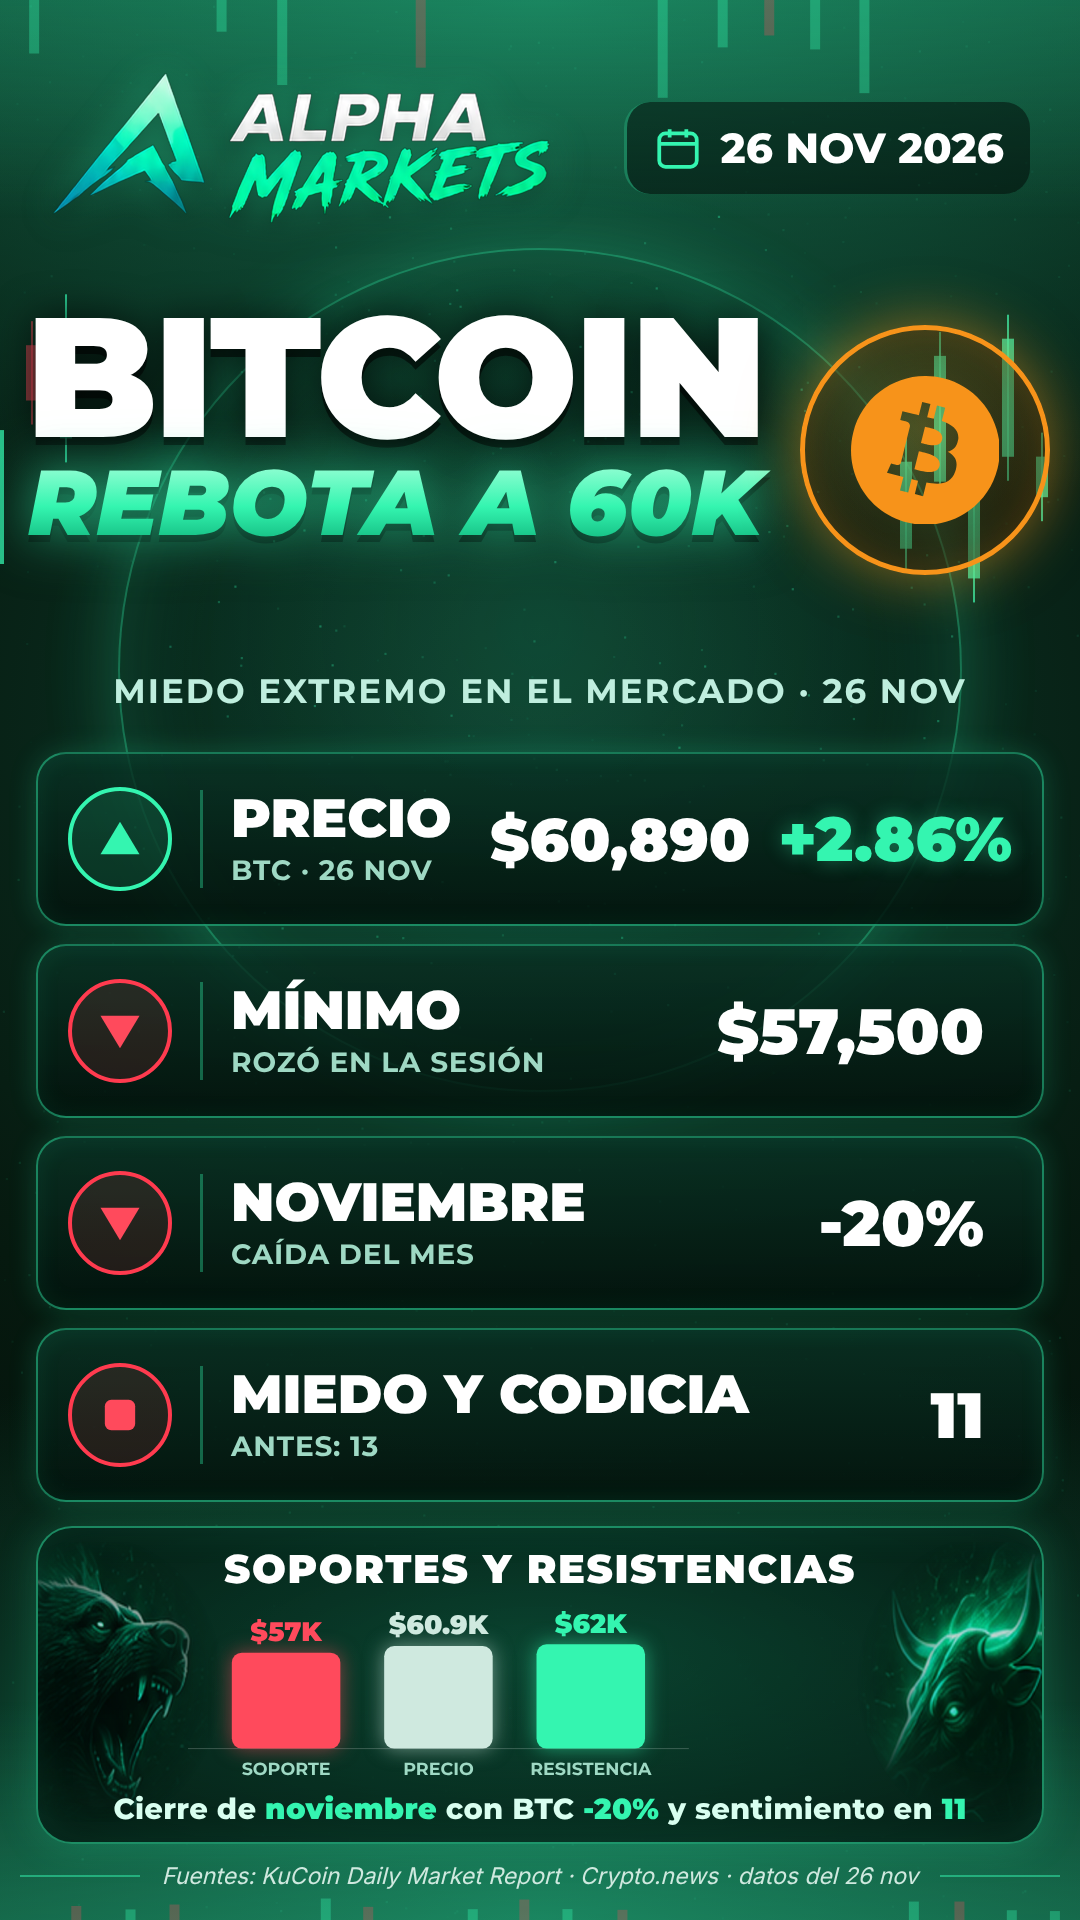 ALPHA
MARKETS
26 NOV 2026
BITCOIN
REBOTA A 60K
MIEDO EXTREMO EN EL MERCADO · 26 NOV
PRECIO
BTC · 26 NOV
$60,890 +2.86%
MÍNIMO
ROZÓ EN LA SESIÓN
$57,500
NOVIEMBRE
CAÍDA DEL MES
-20%
MIEDO Y CODICIA
ANTES: 13
11
SOPORTES Y RESISTENCIAS
$57K $60.9K $62K
SOPORTE PRECIO RESISTENCIA
Cierre de noviembre con BTC -20% y sentimiento en 11
Fuentes: KuCoin Daily Market Report · Crypto.news · datos del 26 nov